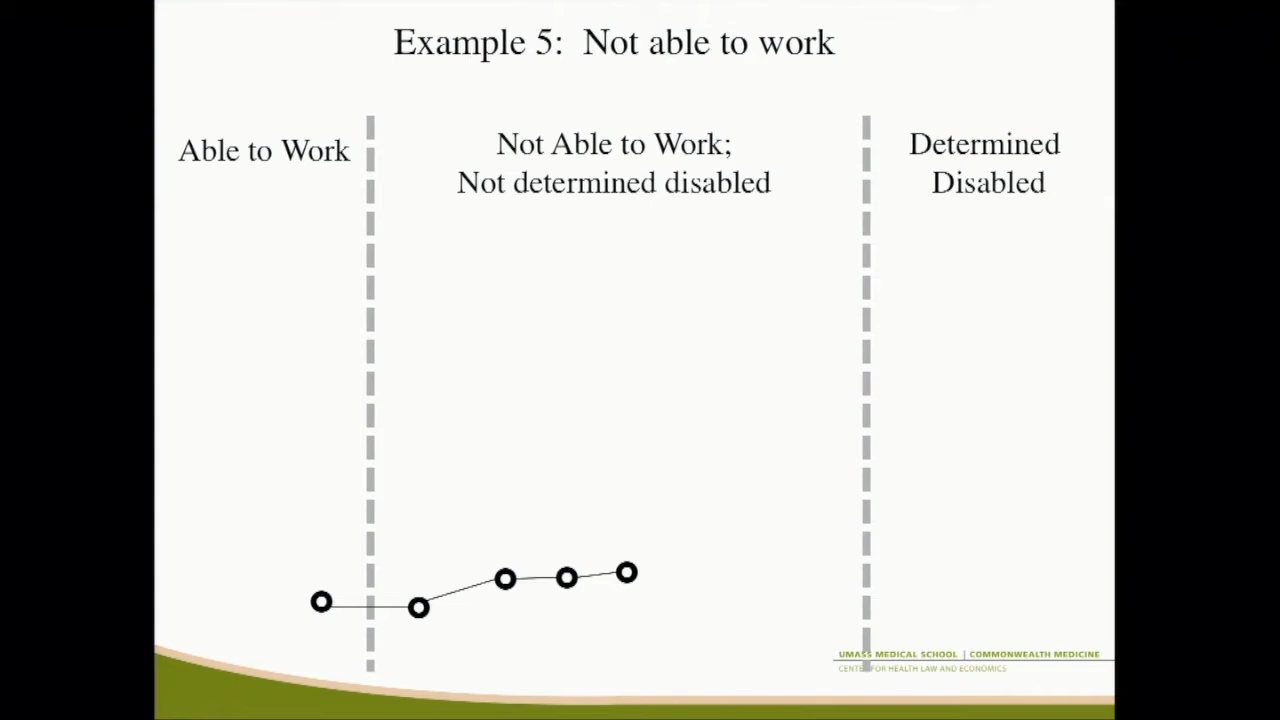 Example 5:  Not able to work
Able to Work
Not Able to Work;
Not determined disabled
Determined
Disabled
UMASS MEDICAL SCHOOL | COMMONWEALTH MEDICINE
CENTER FOR HEALTH LAW AND ECONOMICS